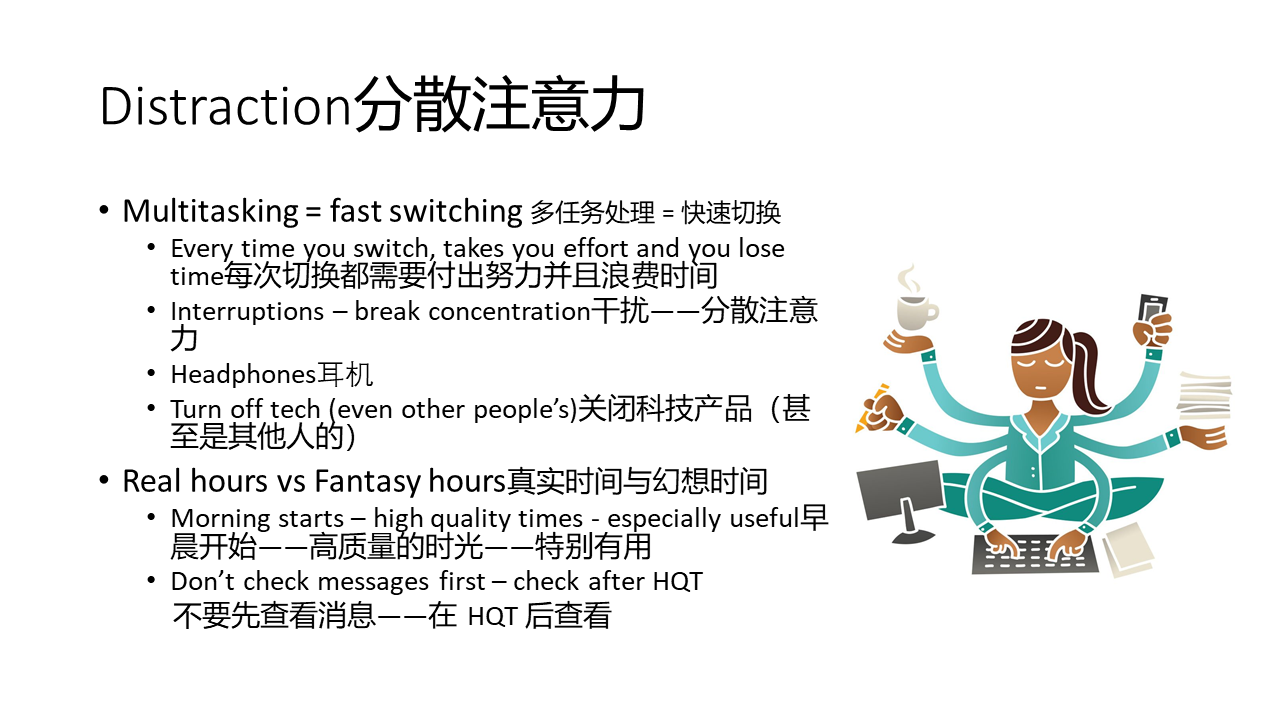 Distraction分散注意力
• Multitasking = fast switching 多任务处理 = 快速切换
• Every time you switch, takes you effort and you lose
time每次切换都需要付出努力并且浪费时间
• Interruptions – break concentration干扰——分散注意
力
• Headphones耳机
• Turn off tech (even other people’s)关闭科技产品（甚
至是其他人的）
• Real hours vs Fantasy hours真实时间与幻想时间
• Morning starts – high quality times - especially useful早
晨开始——高质量的时光——特别有用
• Don’t check messages first – check after HQT
不要先查看消息——在 HQT 后查看